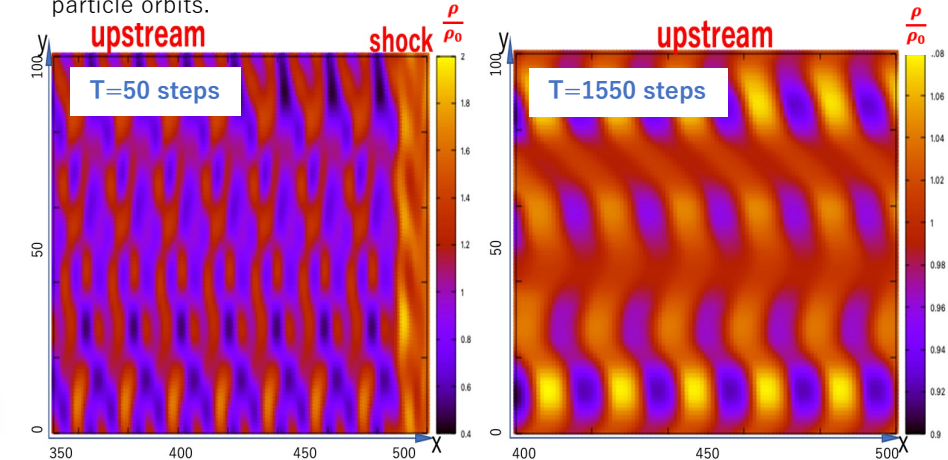 particle orbits.
upstream
shock
ρ/ρ0
y
100
50
0
T=50 steps
2
1.8
1.6
1.4
1.2
1
0.8
0.6
0.4
350
400
450
500
x
upstream
ρ/ρ0
y
100
50
0
T=1550 steps
.08
1.06
1.04
1.02
1
0.98
0.96
0.94
0.92
0.9
400
450
500
x